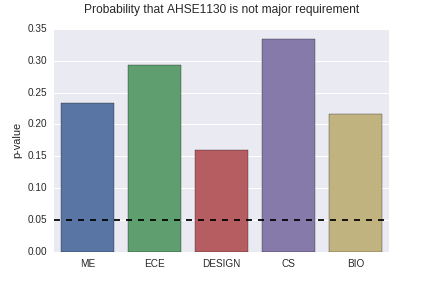 Probability that AHSE1130 is not major requirement
0.35
0.30
0.25
0.20
0.15
0.10
0.05
0.00
p-value
ME ECE DESIGN CS BIO